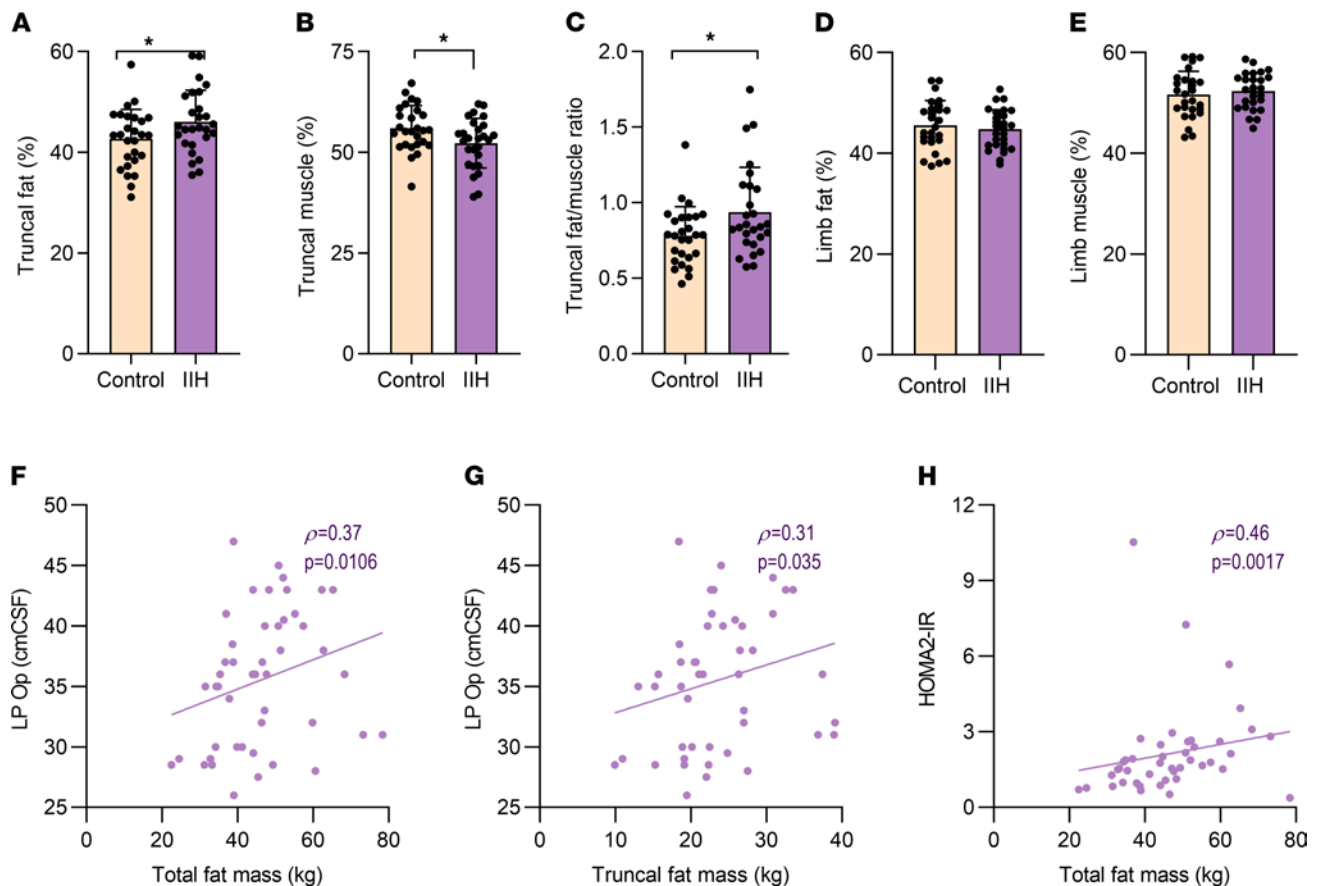 A
B
C
D
E
*
*
*
60
40
20
0
Truncal fat (%)
Control IIH
75
50
25
0
Truncal muscle (%)
Control IIH
2.0
1.5
1.0
0.5
0.0
Truncal fat/muscle ratio
Control IIH
60
40
20
0
Limb fat (%)
Control IIH
60
40
20
0
Limb muscle (%)
Control IIH
F
G
H
50
45
40
35
30
25
LP Op (cmCSF)
ρ=0.37
p=0.0106
0 20 40 60 80
Total fat mass (kg)
50
45
40
35
30
25
LP Op (cmCSF)
ρ=0.31
p=0.035
0 10 20 30 40
Truncal fat mass (kg)
12
9
6
3
0
HOMA2-IR
ρ=0.46
p=0.0017
0 20 40 60 80
Total fat mass (kg)